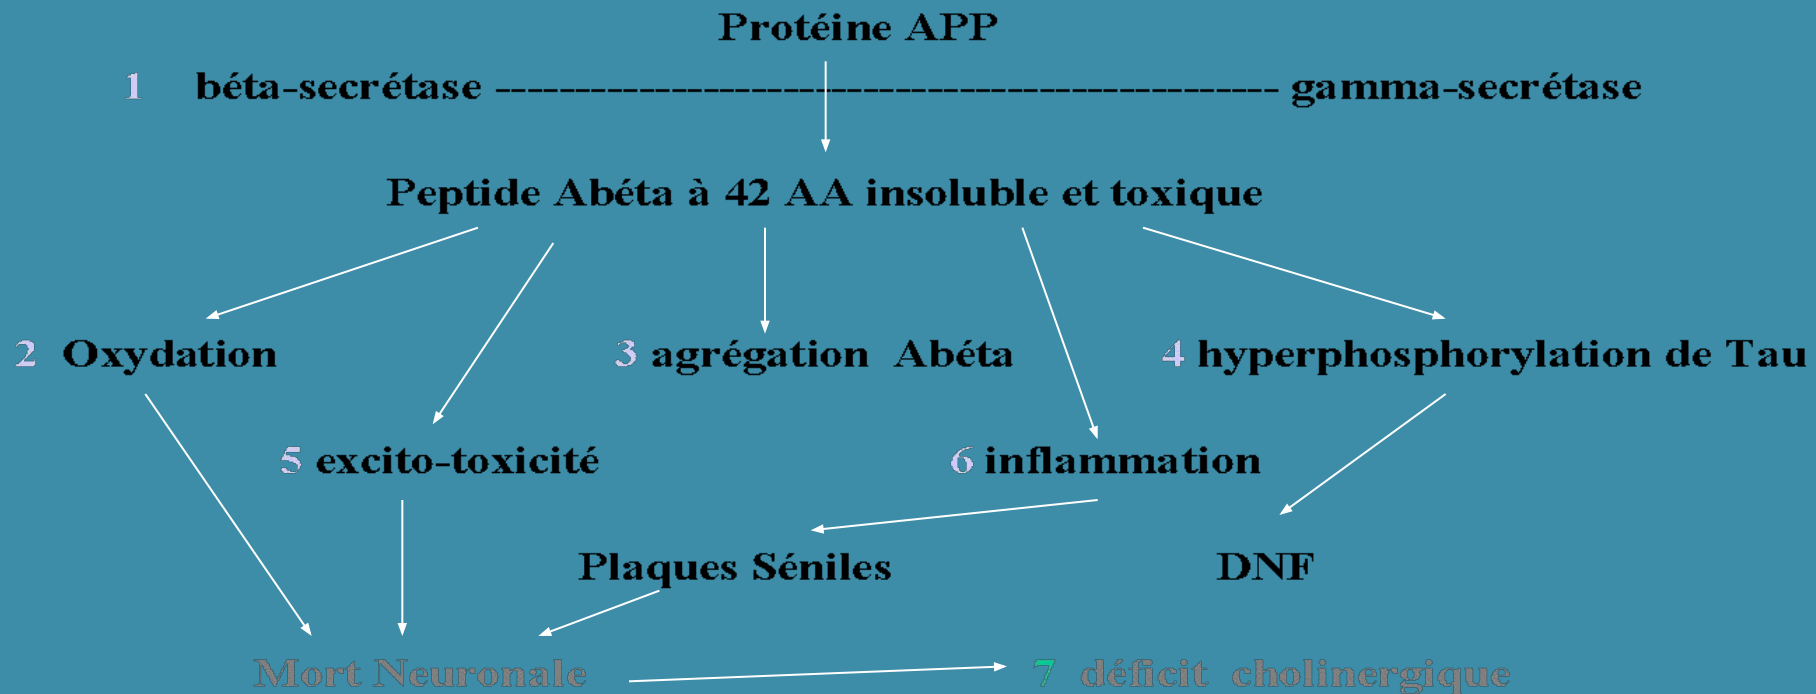 Protéine APP
1 béta-secrétase ------------------------------------------------- gamma-secrétase
Peptide Abéta à 42 AA insoluble et toxique
2 Oxydation 3 agrégation Abéta 4 hyperphosphorylation de Tau
5 excito-toxicité 6 inflammation
Plaques Séniles DNF
Mort Neuronale 7 déficit cholinergique